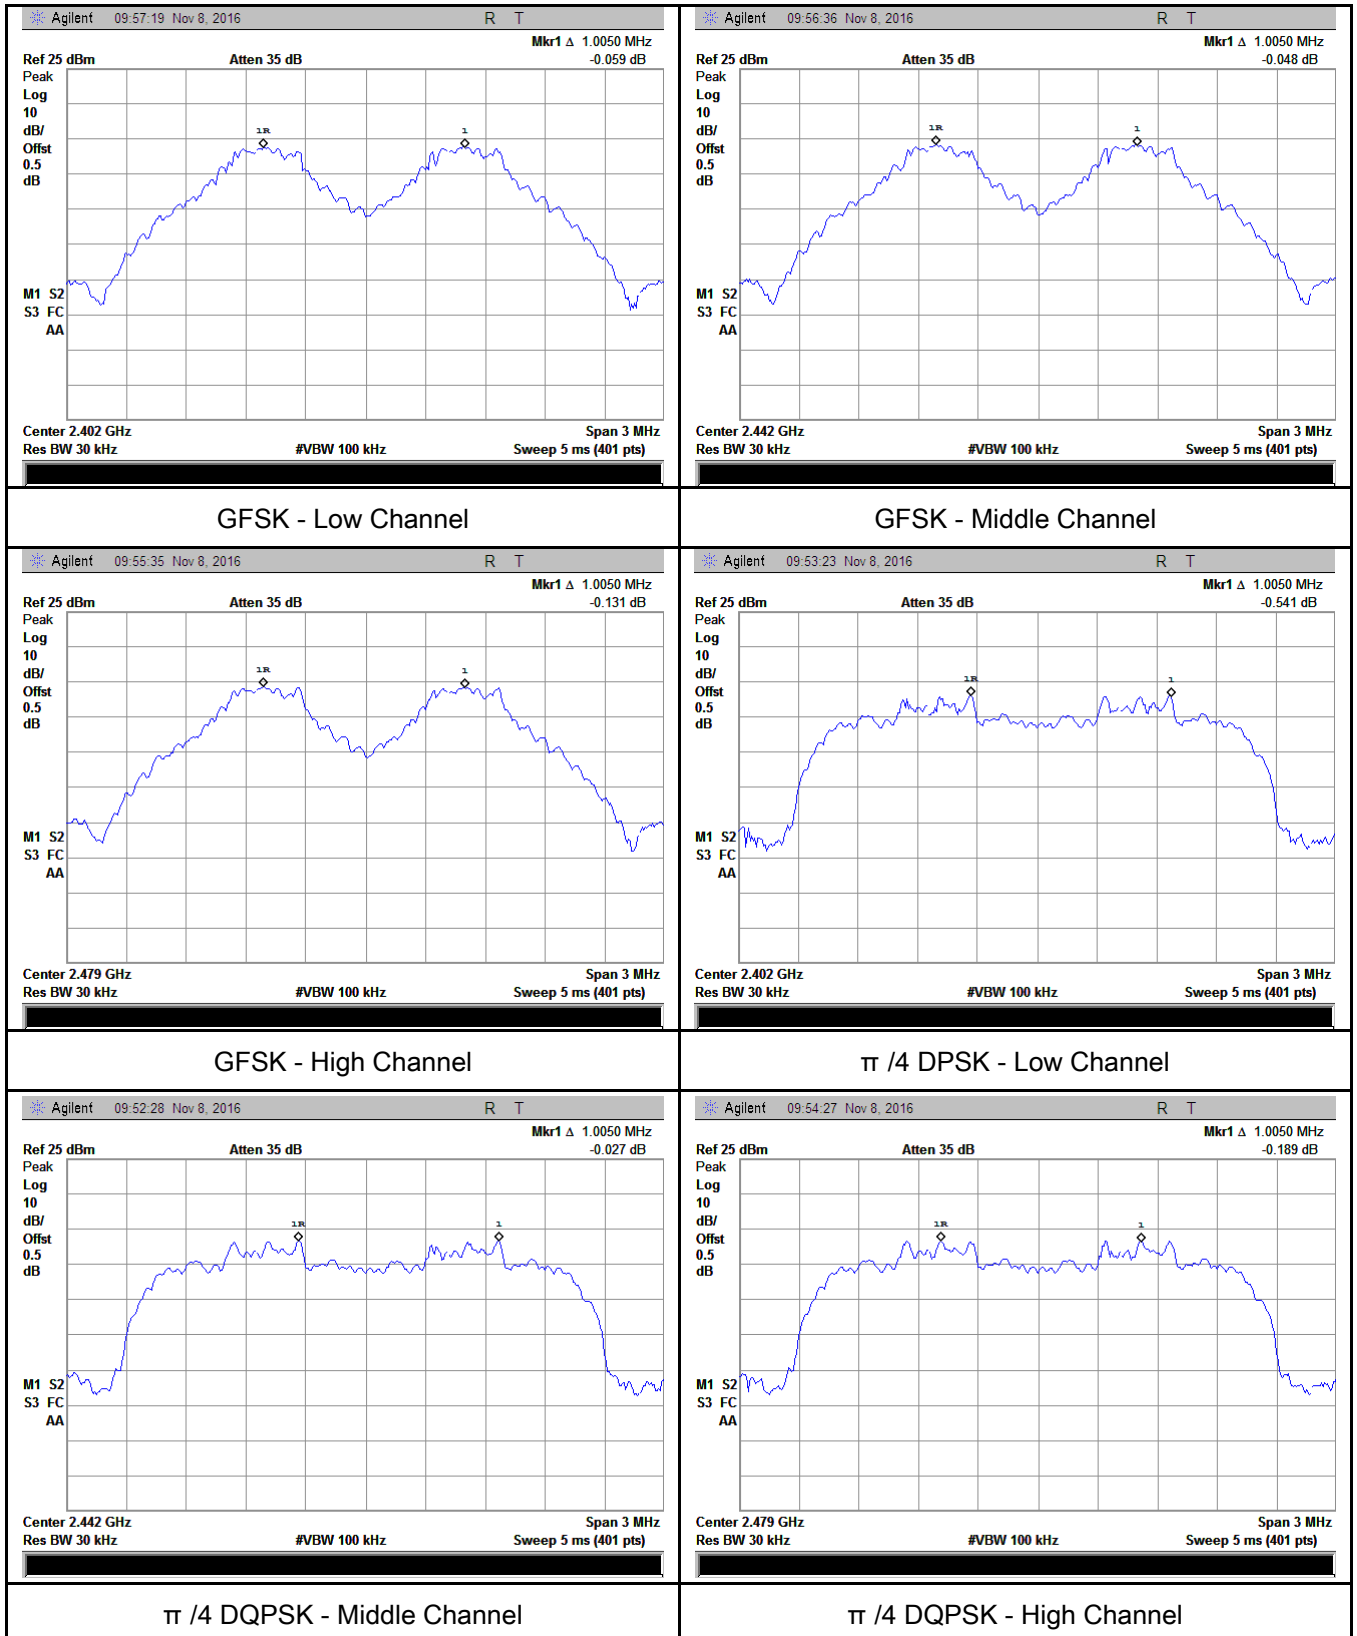 Agilent 09:57:19 Nov 8, 2016 R T
Mkr1 Δ 1.0050 MHz
Ref 25 dBm Atten 35 dB -0.059 dB
Peak
Log
10
dB/
Offst
0.5
dB
1R 1
M1 S2
S3 FC
AA
Center 2.402 GHz Span 3 MHz
Res BW 30 kHz #VBW 100 kHz Sweep 5 ms (401 pts)
GFSK - Low Channel
Agilent 09:56:36 Nov 8, 2016 R T
Mkr1 Δ 1.0050 MHz
Ref 25 dBm Atten 35 dB -0.048 dB
Peak
Log
10
dB/
Offst
0.5
dB
1R 1
M1 S2
S3 FC
AA
Center 2.442 GHz Span 3 MHz
Res BW 30 kHz #VBW 100 kHz Sweep 5 ms (401 pts)
GFSK - Middle Channel
Agilent 09:55:35 Nov 8, 2016 R T
Mkr1 Δ 1.0050 MHz
Ref 25 dBm Atten 35 dB -0.131 dB
Peak
Log
10
dB/
Offst
0.5
dB
1R 1
M1 S2
S3 FC
AA
Center 2.479 GHz Span 3 MHz
Res BW 30 kHz #VBW 100 kHz Sweep 5 ms (401 pts)
GFSK - High Channel
Agilent 09:53:23 Nov 8, 2016 R T
Mkr1 Δ 1.0050 MHz
Ref 25 dBm Atten 35 dB -0.541 dB
Peak
Log
10
dB/
Offst
0.5
dB
1R 1
M1 S2
S3 FC
AA
Center 2.402 GHz Span 3 MHz
Res BW 30 kHz #VBW 100 kHz Sweep 5 ms (401 pts)
π /4 DPSK - Low Channel
Agilent 09:52:28 Nov 8, 2016 R T
Mkr1 Δ 1.0050 MHz
Ref 25 dBm Atten 35 dB -0.027 dB
Peak
Log
10
dB/
Offst
0.5
dB
1R 1
M1 S2
S3 FC
AA
Center 2.442 GHz Span 3 MHz
Res BW 30 kHz #VBW 100 kHz Sweep 5 ms (401 pts)
π /4 DQPSK - Middle Channel
Agilent 09:54:27 Nov 8, 2016 R T
Mkr1 Δ 1.0050 MHz
Ref 25 dBm Atten 35 dB -0.189 dB
Peak
Log
10
dB/
Offst
0.5
dB
1R 1
M1 S2
S3 FC
AA
Center 2.479 GHz Span 3 MHz
Res BW 30 kHz #VBW 100 kHz Sweep 5 ms (401 pts)
π /4 DQPSK - High Channel